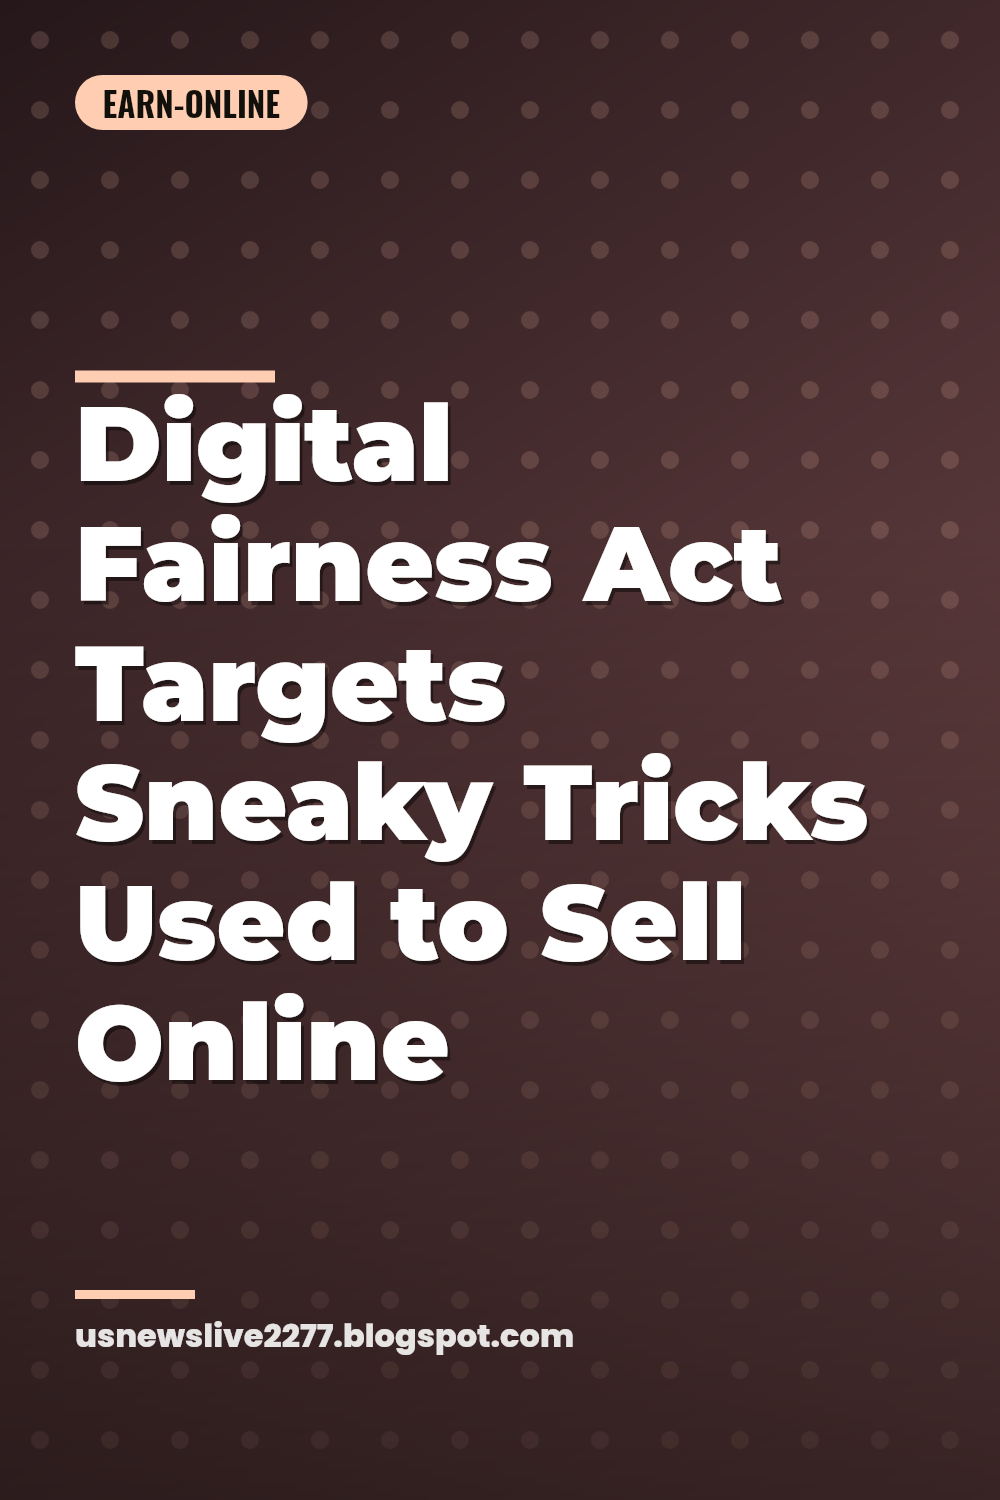 EARN-ONLINE
Digital
Fairness Act
Targets
Sneaky Tricks
Used to Sell
Online
usnewslive2277.blogspot.com